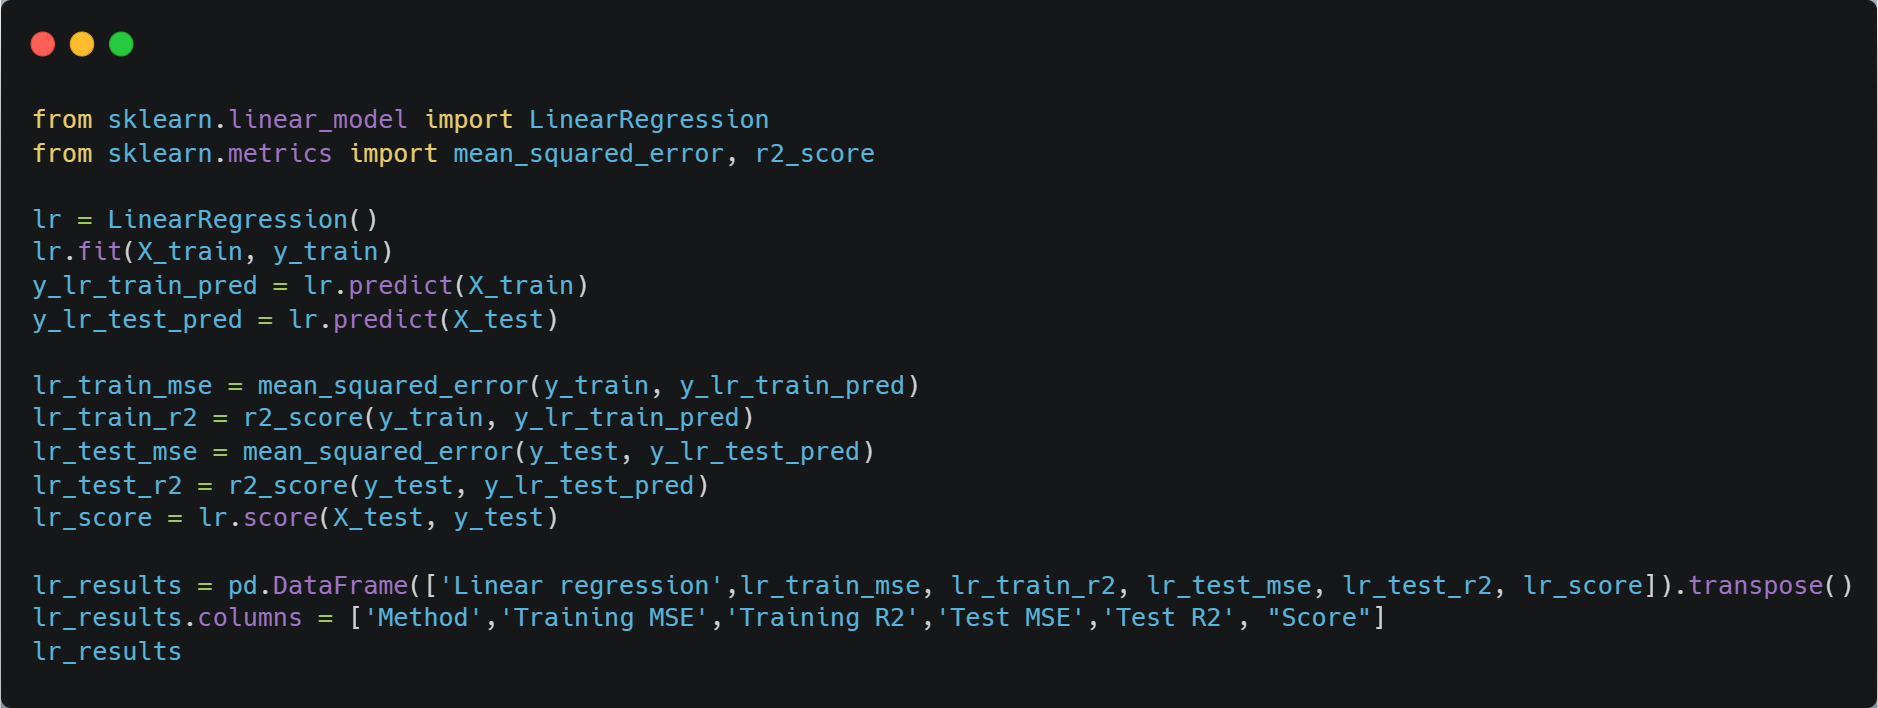 from sklearn.linear_model import LinearRegression
from sklearn.metrics import mean_squared_error, r2_score
lr = LinearRegression()
lr.fit(X_train, y_train)
y_lr_train_pred = lr.predict(X_train)
y_lr_test_pred = lr.predict(X_test)
lr_train_mse = mean_squared_error(y_train, y_lr_train_pred)
lr_train_r2 = r2_score(y_train, y_lr_train_pred)
lr_test_mse = mean_squared_error(y_test, y_lr_test_pred)
lr_test_r2 = r2_score(y_test, y_lr_test_pred)
lr_score = lr.score(X_test, y_test)
lr_results = pd.DataFrame(['Linear regression',lr_train_mse, lr_train_r2, lr_test_mse, lr_test_r2, lr_score]).transpose()
lr_results.columns = ['Method','Training MSE','Training R2','Test MSE','Test R2', "Score"]
lr_results